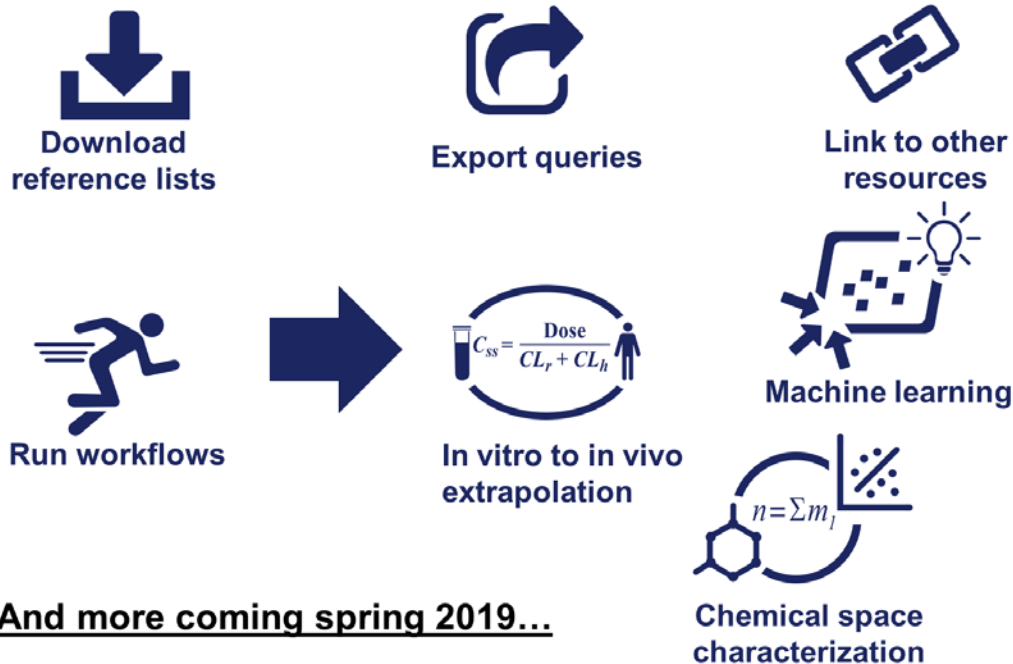 Download
reference lists
Export queries
Link to other
resources
Run workflows
C_ss = Dose / (CL_r + CL_h)
In vitro to in vivo
extrapolation
Machine learning
n = Σm_l
Chemical space
characterization
And more coming spring 2019...